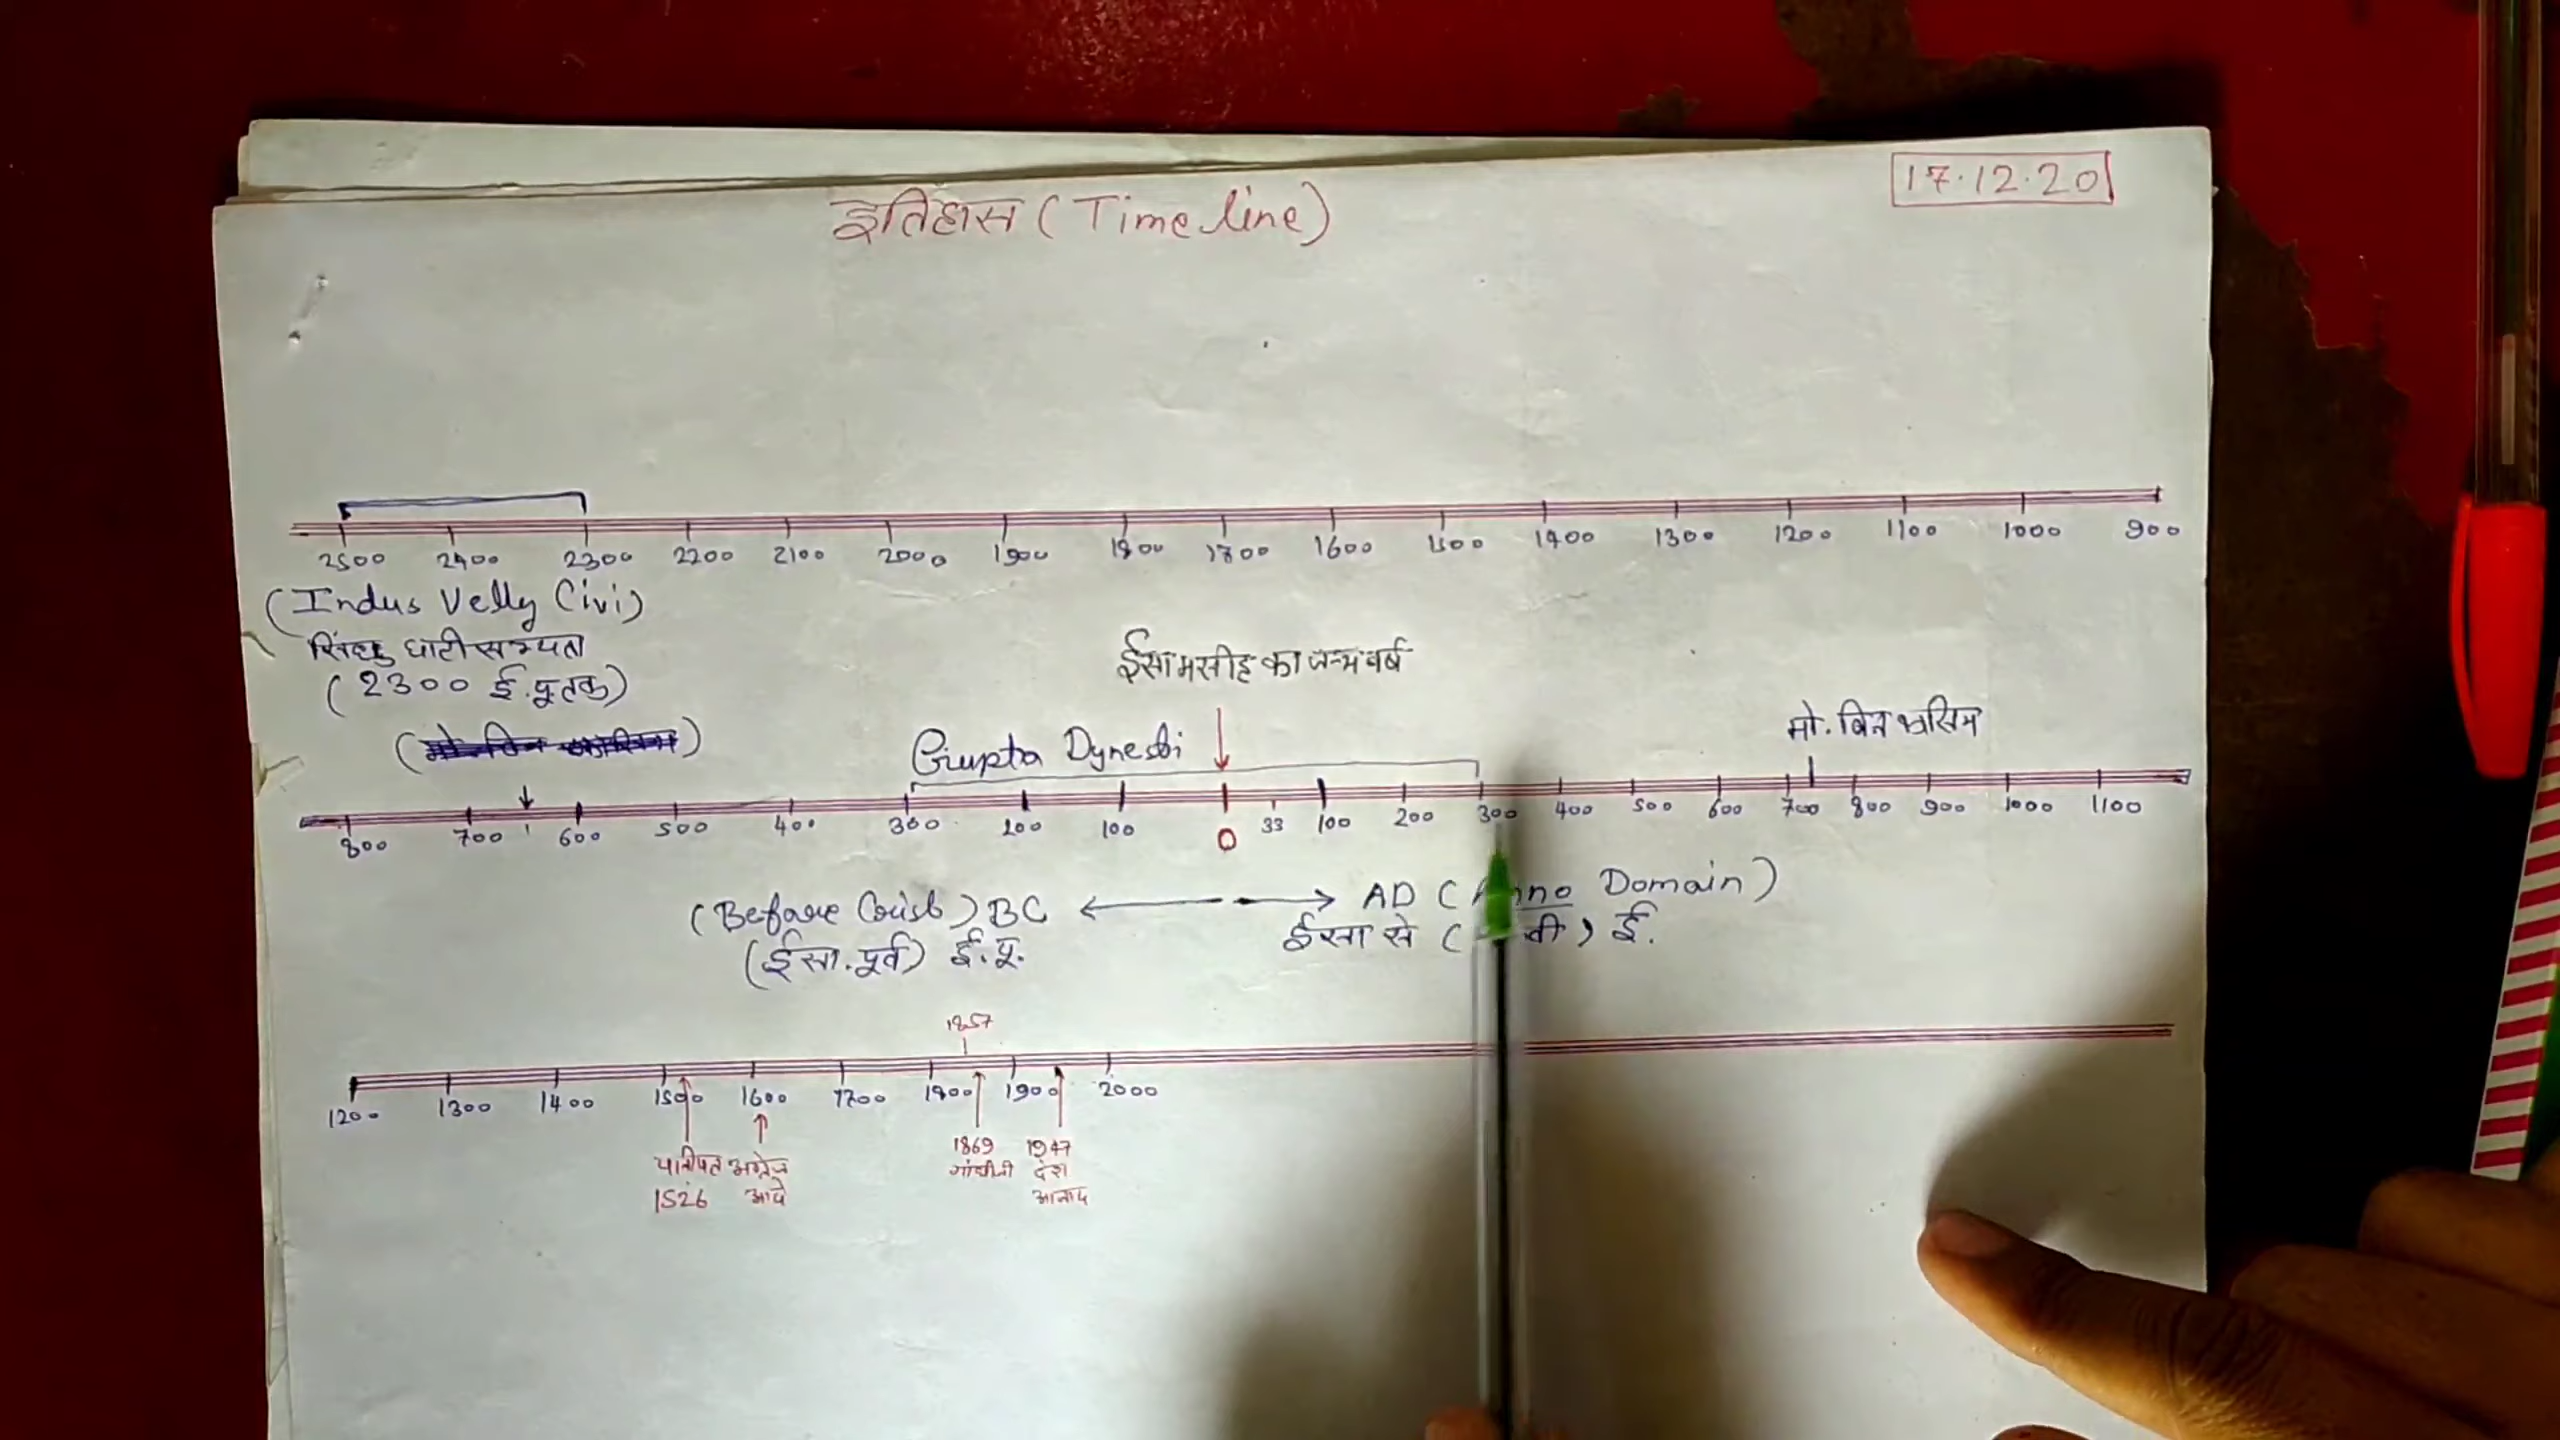 इतिहास (Time line)
17.12.20
2500 2400 2300 2200 2100 2000 1900 1800 1700 1600 1500 1400 1300 1200 1100 1000 900
(Indus Velly Civi)
सिंधु घाटी सभ्यता
(2300 ई.पू.तक)
ईसा मसीह का जन्म वर्ष
Gupta Dynesti
मो. बिन कासिम
800 700 600 500 400 300 200 100 0 33 100 200 300 400 500 600 700 800 900 1000 1100
(Before Crist) BC
AD ( Domain)
(ईसा.पूर्व) ई.पू.
ईसा से ( ) ई.
1857
1200 1300 1400 1500 1600 1700 1800 1900 2000
पानीपत
1526
अंग्रेज
आये
1869
गांधीजी
1947
देश
आजाद